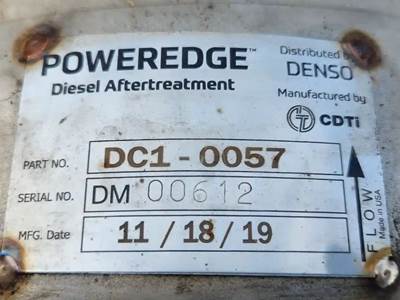 POWEREDGE™
Diesel Aftertreatment
Distributed by
DENSO
Manufactured by
CDTi
PART NO. DC1-0057
SERIAL NO. DM 00612
MFG. Date 11/18/19
FLOW
Made in USA